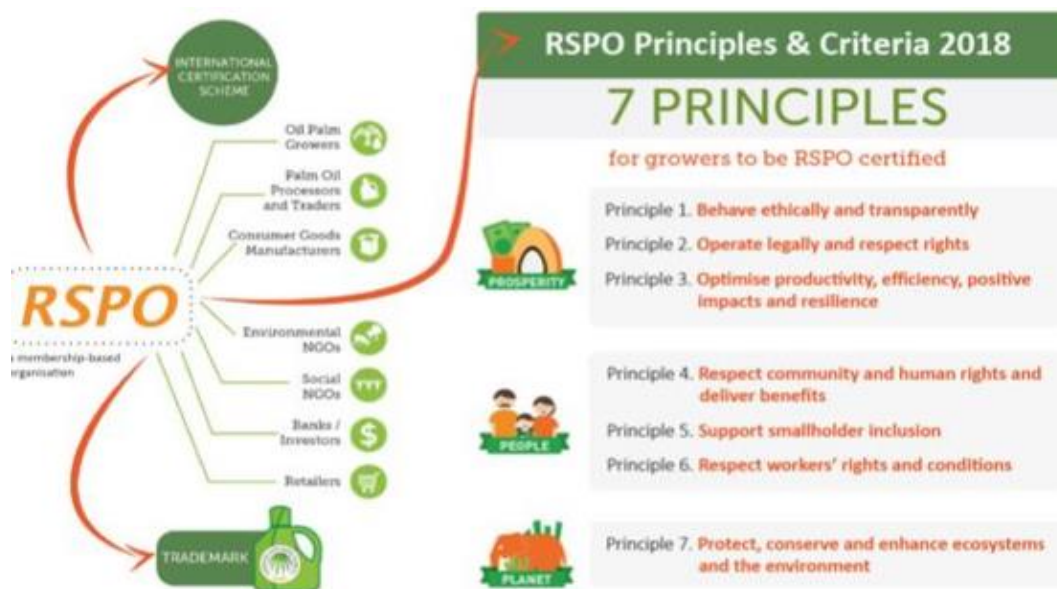 INTERNATIONAL
CERTIFICATION
SCHEME
Oil Palm
Growers
Palm Oil
Processors
and Traders
Consumer Goods
Manufacturers
RSPO
membership-based
organisation
Environmental
NGOs
Social
NGOs
Banks /
Investors
Retailers
TRADEMARK
RSPO Principles & Criteria 2018
7 PRINCIPLES
for growers to be RSPO certified
PROSPERITY
Principle 1. Behave ethically and transparently
Principle 2. Operate legally and respect rights
Principle 3. Optimise productivity, efficiency, positive
impacts and resilience
PEOPLE
Principle 4. Respect community and human rights and
deliver benefits
Principle 5. Support smallholder inclusion
Principle 6. Respect workers' rights and conditions
PLANET
Principle 7. Protect, conserve and enhance ecosystems
and the environment